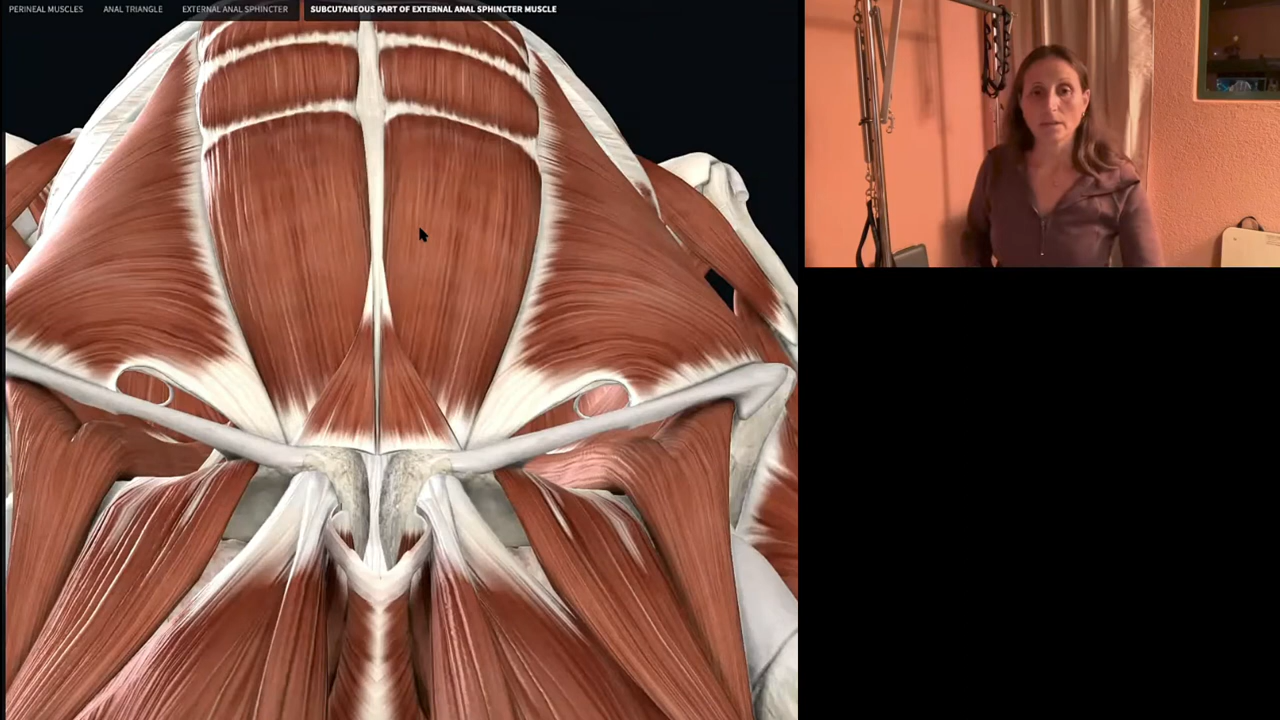 PERINEAL MUSCLES ANAL TRIANGLE EXTERNAL ANAL SPHINCTER SUBCUTANEOUS PART OF EXTERNAL ANAL SPHINCTER MUSCLE